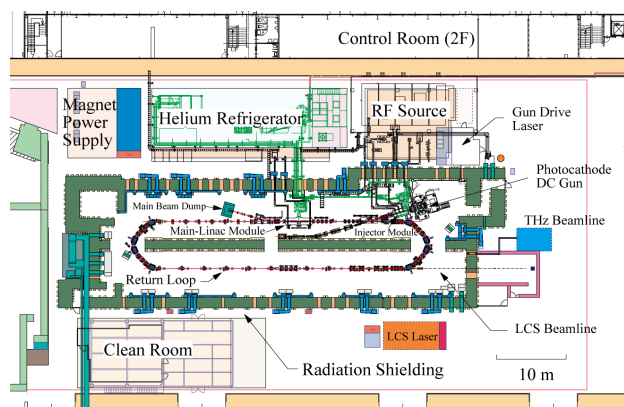 Control Room (2F)
Magnet
Power
Supply
Helium Refrigerator
RF Source
Gun Drive
Laser
Photocathode
DC Gun
Main Beam Dump
THz Beamline
Main-Linac Module
Injector Module
Return Loop
LCS Beamline
LCS Laser
Clean Room
Radiation Shielding
10 m